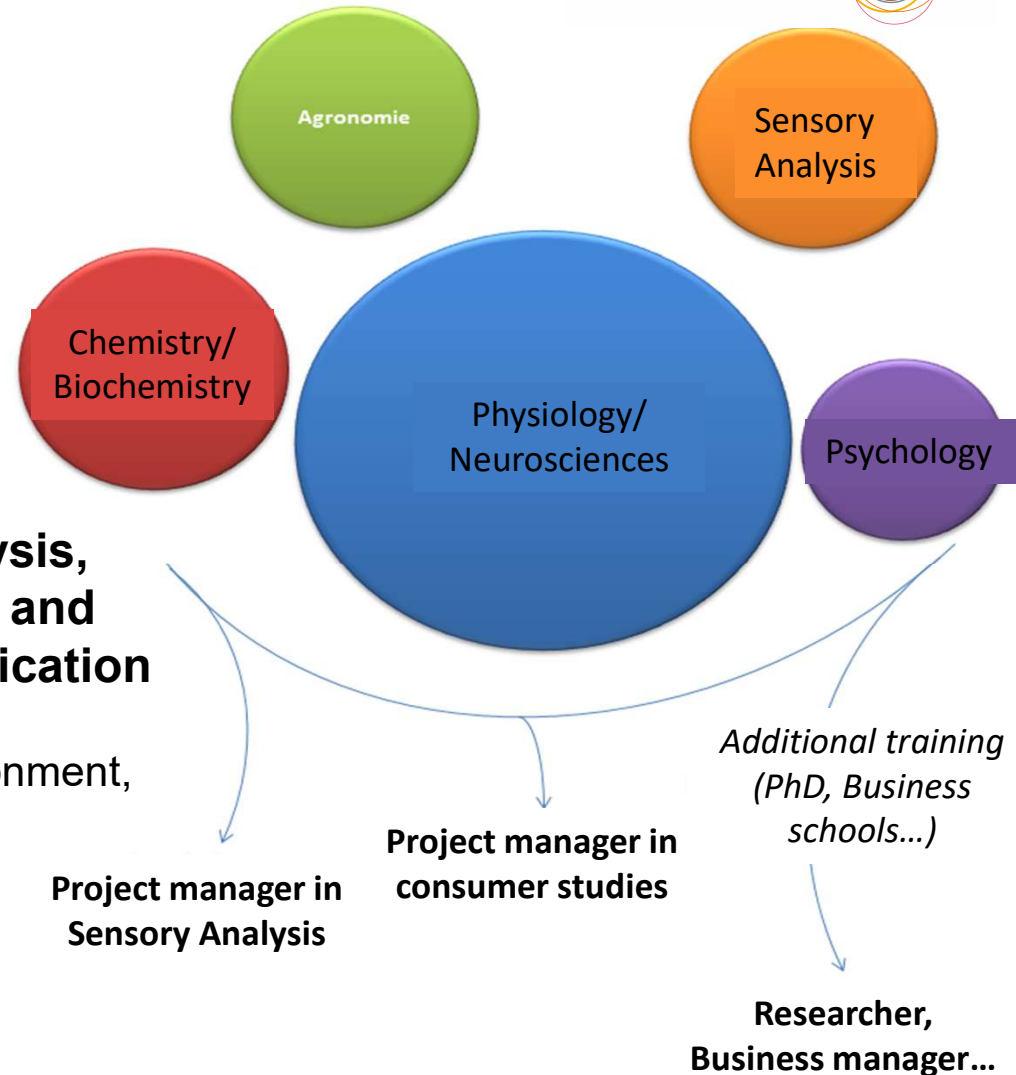 Agronomie
Sensory
Analysis
Chemistry/
Biochemistry
Physiology/
Neurosciences
Psychology
ysis,
and
ication
onment,
Additional training
(PhD, Business
schools…)
Project manager in
consumer studies
Project manager in
Sensory Analysis
Researcher,
Business manager…